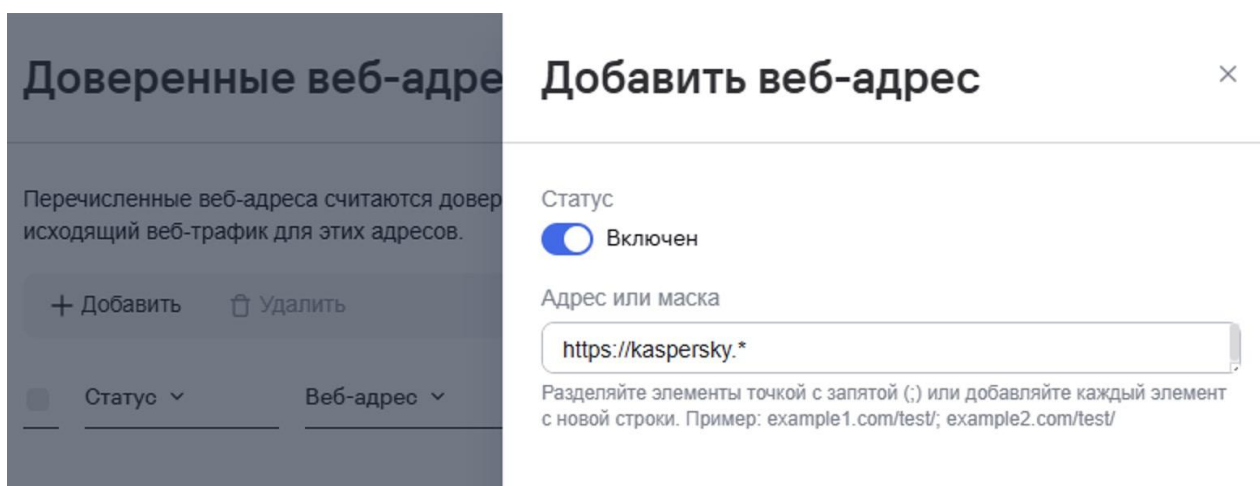 Доверенные веб-адре
Перечисленные веб-адреса считаются довер
исходящий веб-трафик для этих адресов.
+ Добавить Удалить
Статус Веб-адрес
Добавить веб-адрес
Статус
Включен
Адрес или маска
https://kaspersky.*
Разделяйте элементы точкой с запятой (;) или добавляйте каждый элемент
с новой строки. Пример: example1.com/test/; example2.com/test/